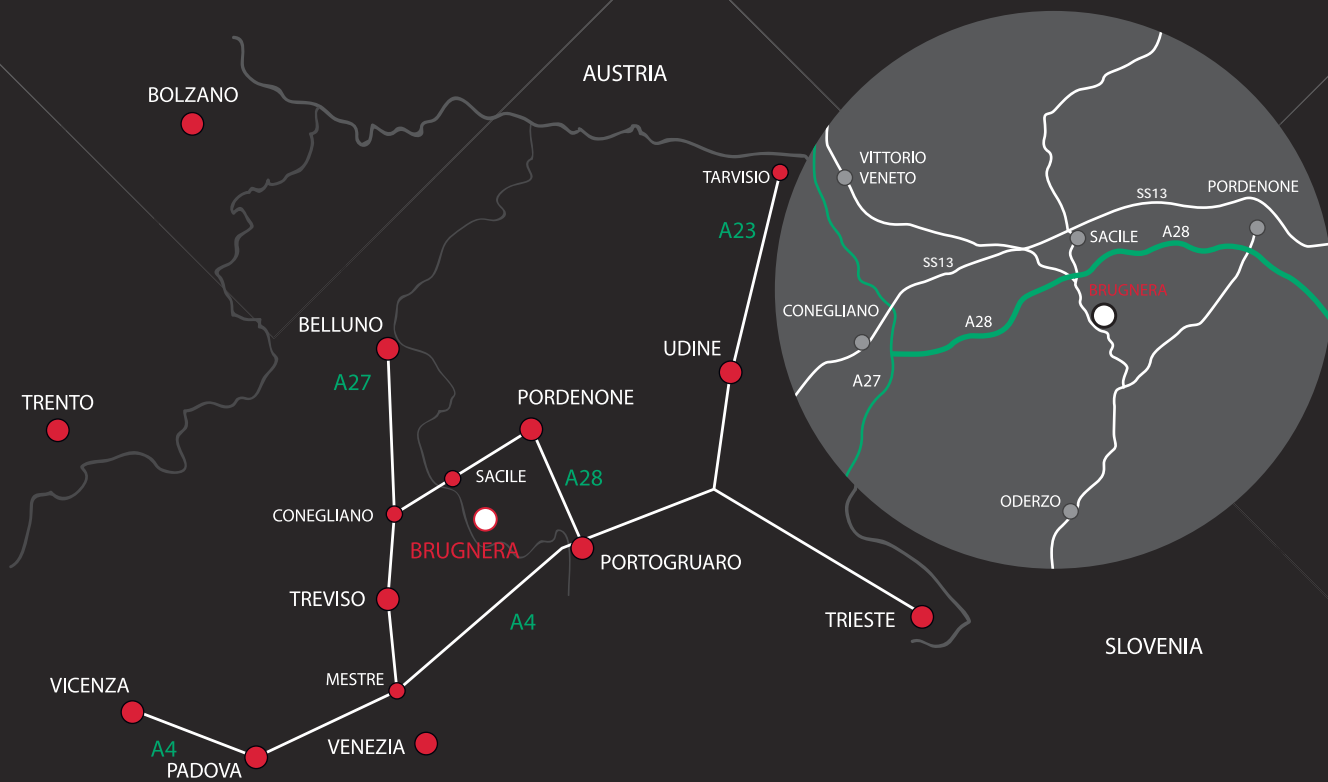 AUSTRIA
BOLZANO
TARVISIO
A23
BELLUNO
A27
UDINE
TRENTO
PORDENONE
SACILE
A28
CONEGLIANO
BRUGNERA
PORTOGRUARO
TREVISO
A4
TRIESTE
SLOVENIA
MESTRE
VICENZA
A4
PADOVA
VENEZIA
VITTORIO
VENETO
SS13
PORDENONE
SACILE
A28
SS13
BRUGNERA
CONEGLIANO
A28
A27
ODERZO